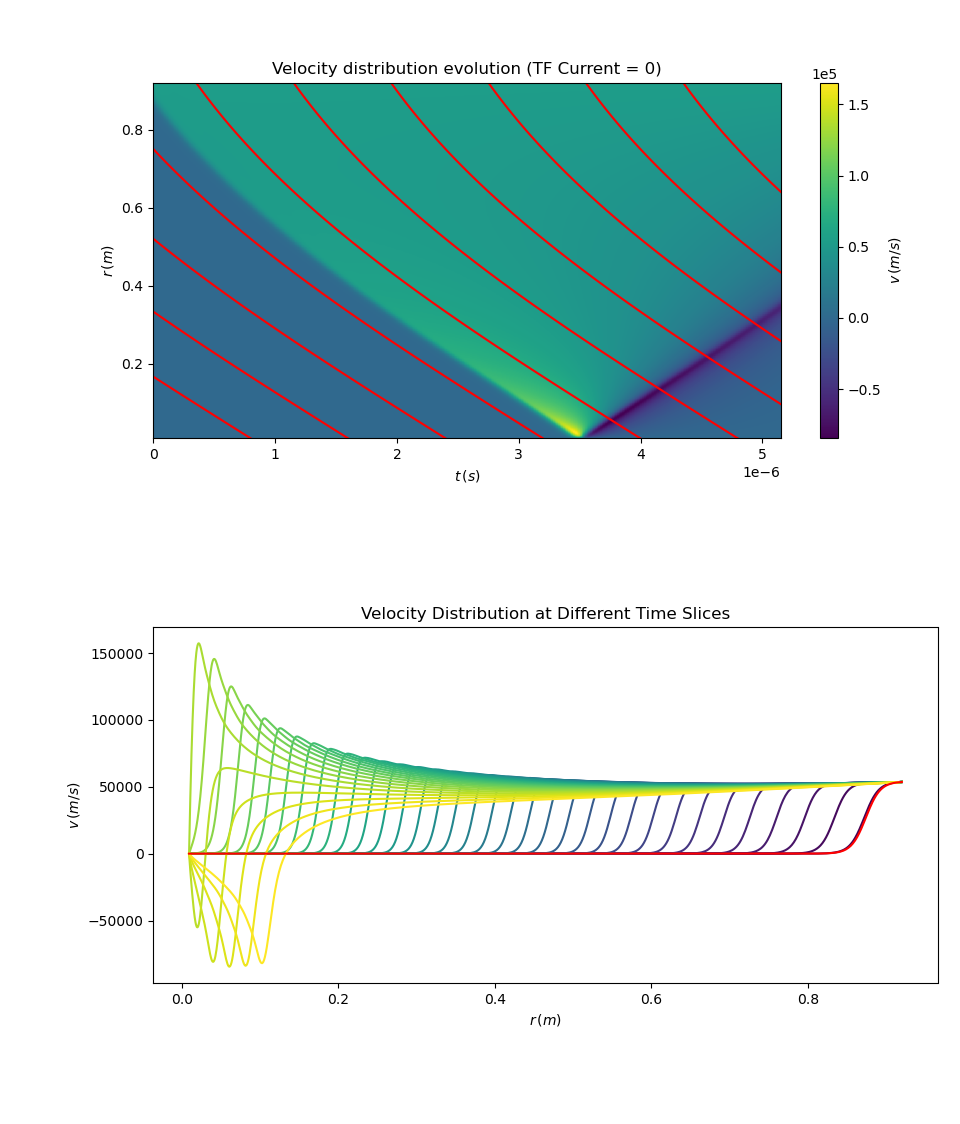 Velocity distribution evolution (TF Current = 0)
1e5
0.8
0.6
0.4
0.2
r (m)
0
1
2
3
4
5
1e−6
t (s)
1.5
1.0
0.5
0.0
−0.5
v (m/s)
Velocity Distribution at Different Time Slices
150000
100000
50000
0
−50000
v (m/s)
0.0
0.2
0.4
0.6
0.8
r (m)